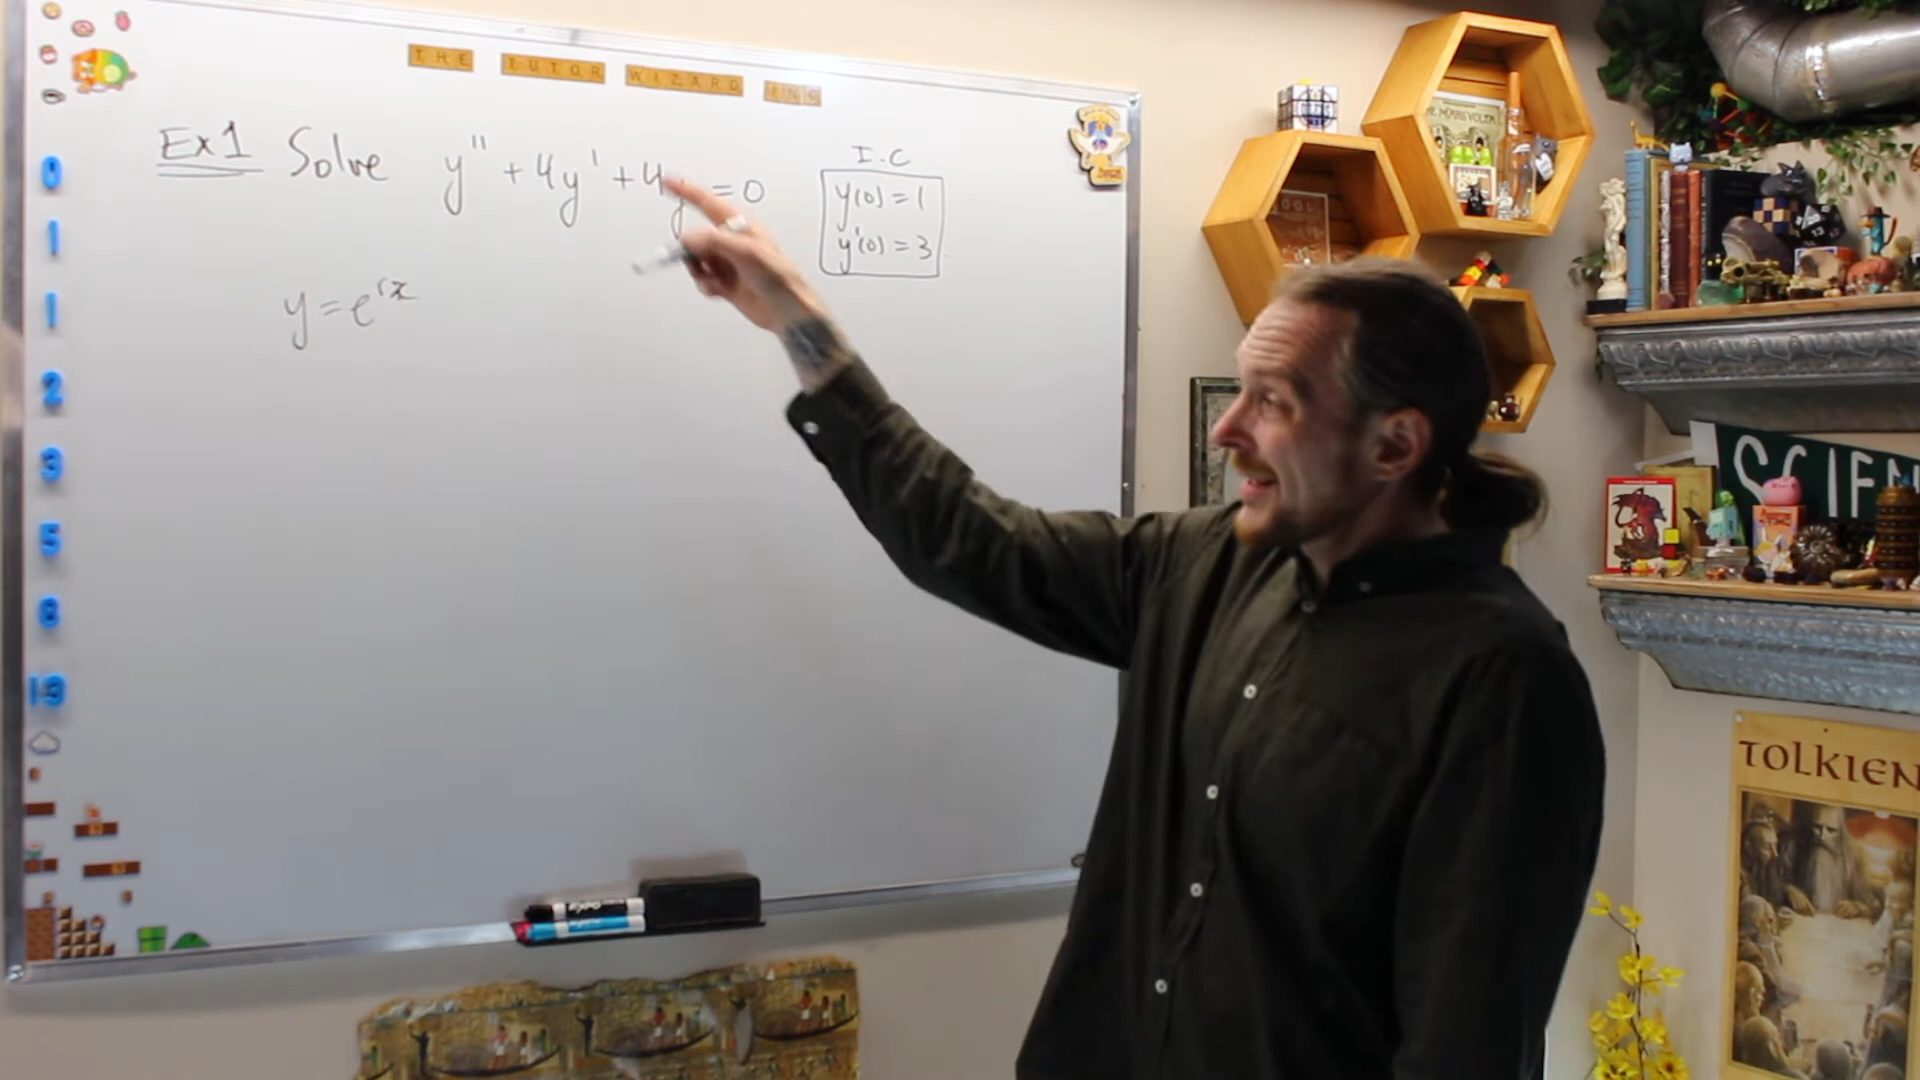 THE TUTOR WIZARD INC
Ex1 Solve y'' + 4y' + 4y = 0
I.C
y(0) = 1
y'(0) = 3
y = e^{rx}
0
1
1
2
3
5
8
13
SCIEN
TOLKIEN